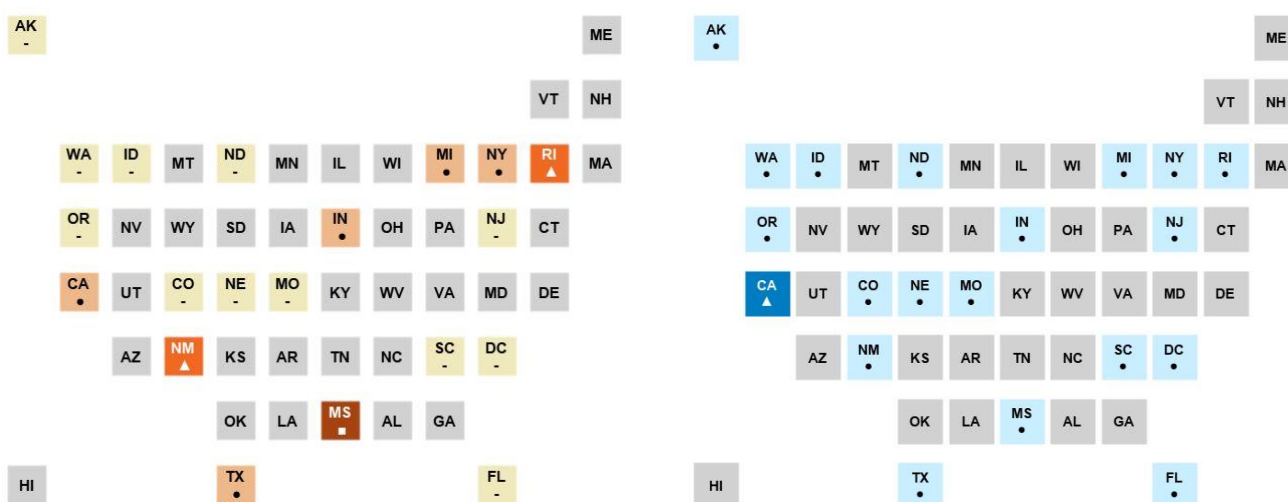 AK
-
ME
VT NH
WA ID MT ND MN IL WI MI NY RI MA
- - - ● ● ▲
OR NV WY SD IA IN OH PA NJ CT
- ● -
CA UT CO NE MO KY WV VA MD DE
● - - -
AZ NM KS AR TN NC SC DC
▲ - -
OK LA MS AL GA
■
HI TX FL
● -
AK
●
ME
VT NH
WA ID MT ND MN IL WI MI NY RI MA
● ● ● ● ● ●
OR NV WY SD IA IN OH PA NJ CT
● ● ●
CA UT CO NE MO KY WV VA MD DE
▲ ● ● ●
AZ NM KS AR TN NC SC DC
● ● ●
OK LA MS AL GA
●
HI TX FL
● ●